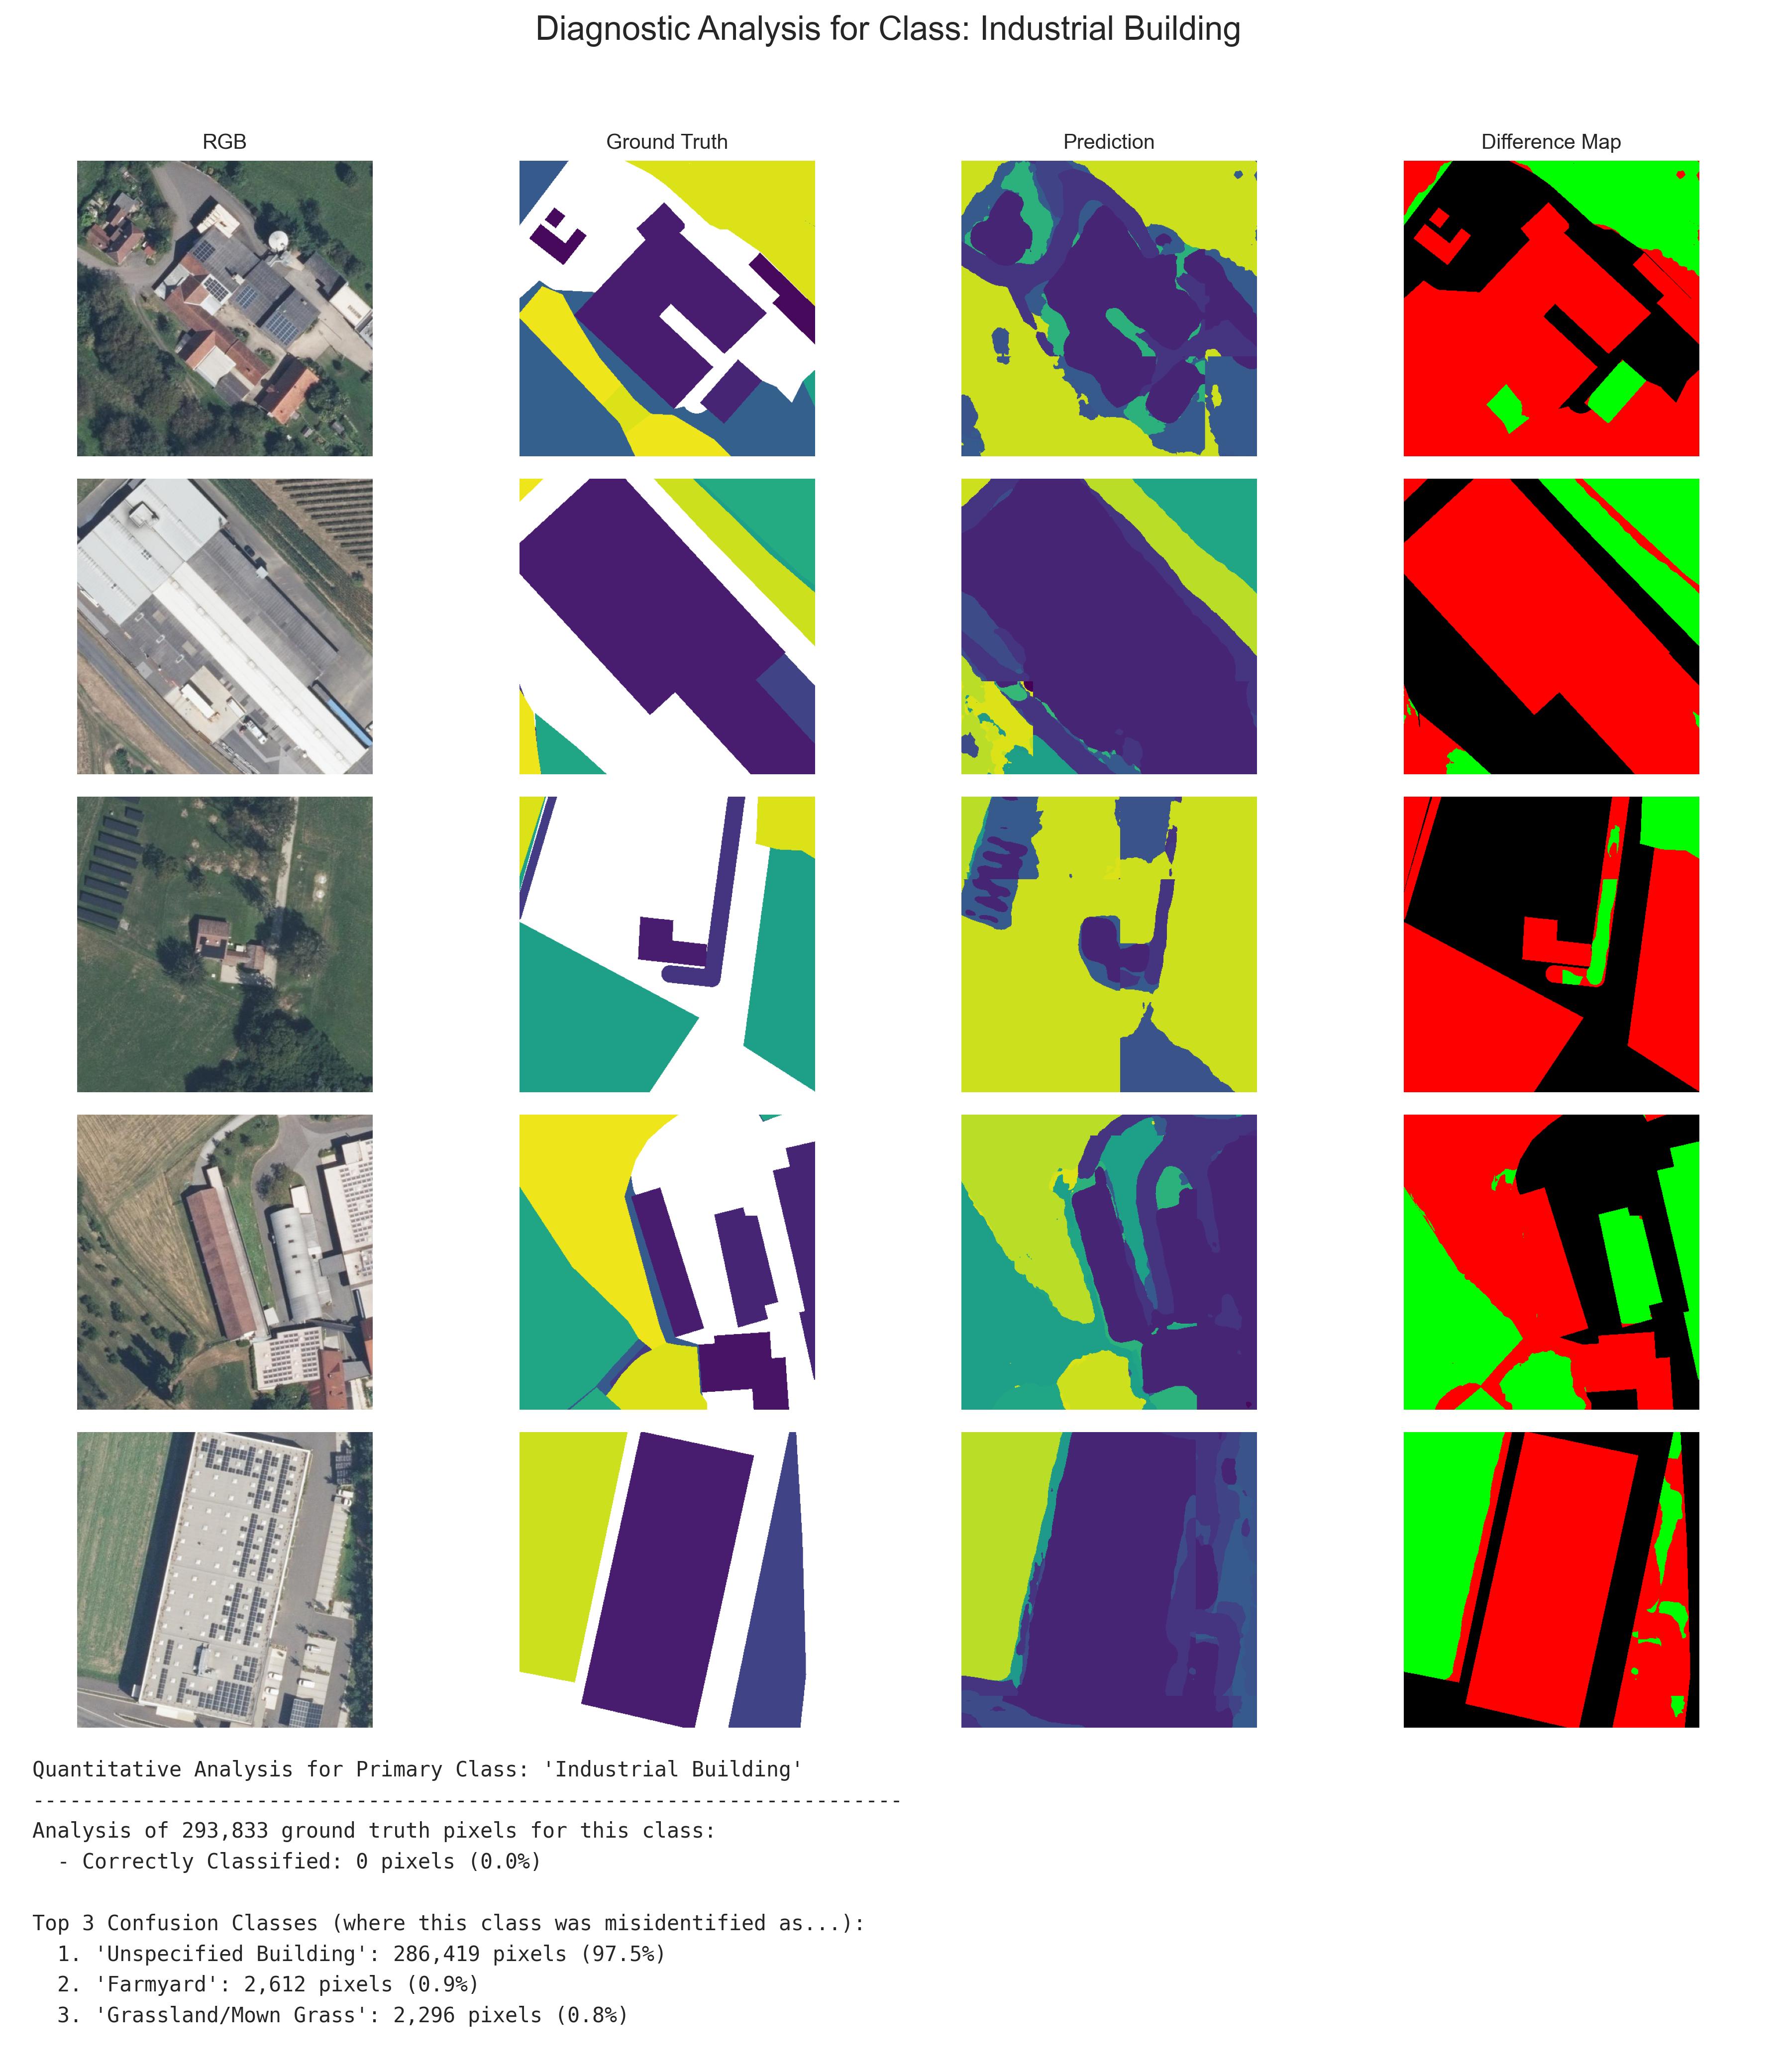 Diagnostic Analysis for Class: Industrial Building
RGB
Ground Truth
Prediction
Difference Map
Quantitative Analysis for Primary Class: 'Industrial Building'
----------------------------------------------------------------------
Analysis of 293,833 ground truth pixels for this class:
  - Correctly Classified: 0 pixels (0.0%)
Top 3 Confusion Classes (where this class was misidentified as...):
  1. 'Unspecified Building': 286,419 pixels (97.5%)
  2. 'Farmyard': 2,612 pixels (0.9%)
  3. 'Grassland/Mown Grass': 2,296 pixels (0.8%)